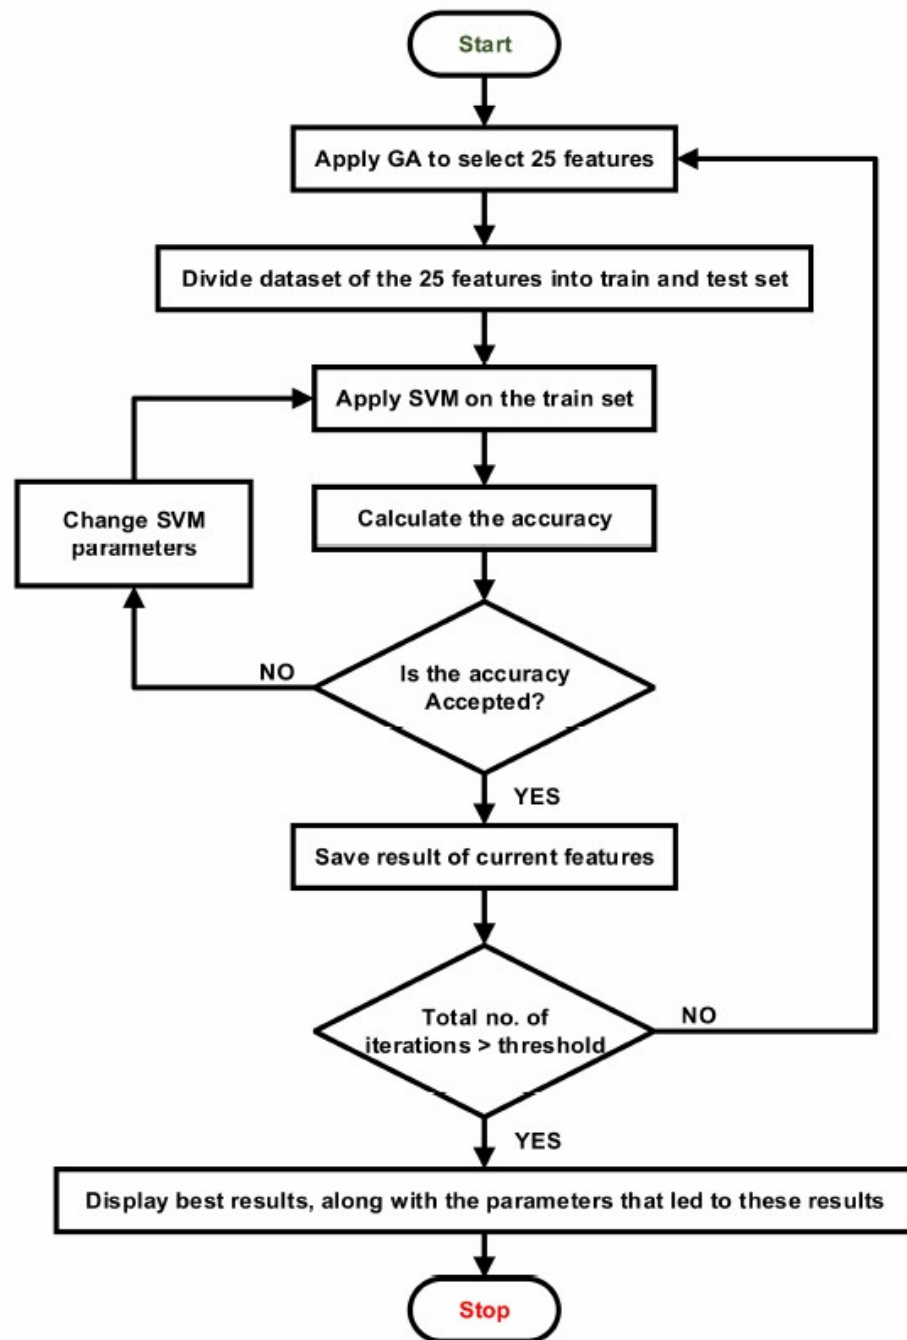 Start
Apply GA to select 25 features
Divide dataset of the 25 features into train and test set
Apply SVM on the train set
Change SVM
parameters
Calculate the accuracy
NO
Is the accuracy
Accepted?
YES
Save result of current features
Total no. of
iterations > threshold
NO
YES
Display best results, along with the parameters that led to these results
Stop